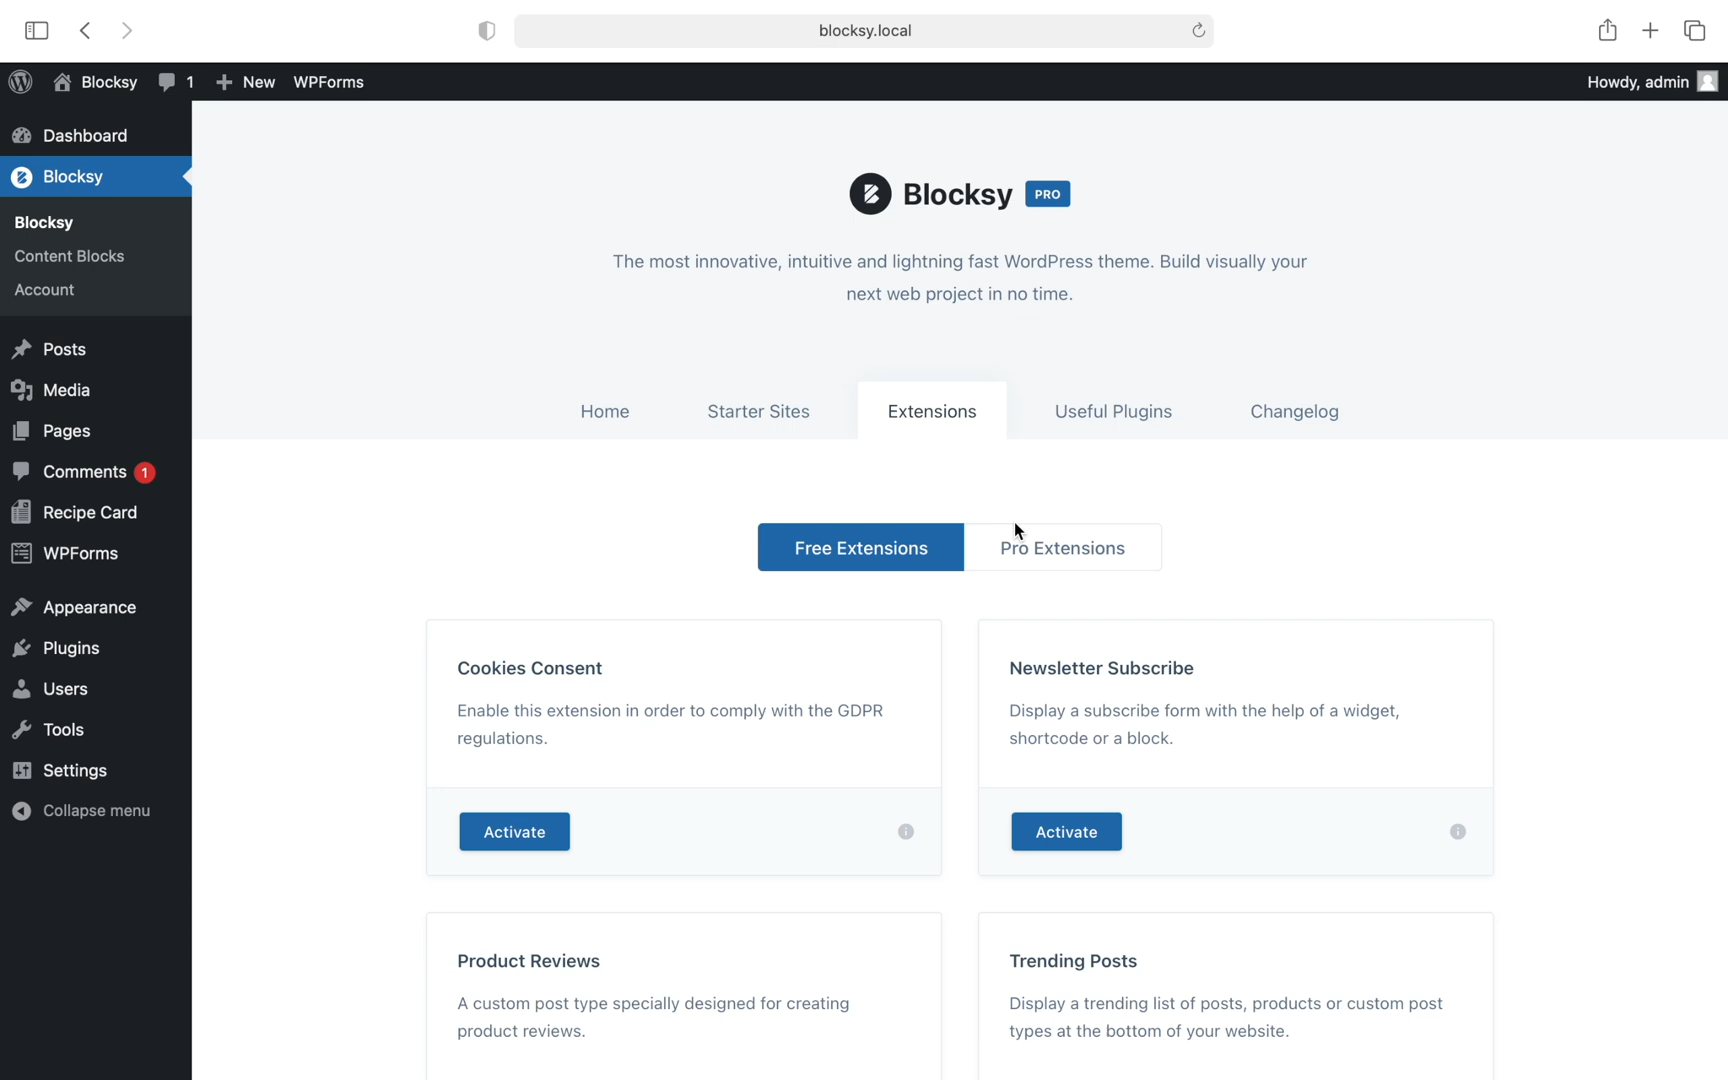 blocksy.local
Blocksy 1 New WPForms Howdy, admin
Dashboard
Blocksy
Blocksy
Content Blocks
Account
Posts
Media
Pages
Comments 1
Recipe Card
WPForms
Appearance
Plugins
Users
Tools
Settings
Collapse menu
Blocksy PRO
The most innovative, intuitive and lightning fast WordPress theme. Build visually your
next web project in no time.
Home Starter Sites Extensions Useful Plugins Changelog
Free Extensions Pro Extensions
Cookies Consent
Enable this extension in order to comply with the GDPR
regulations.
Activate
Newsletter Subscribe
Display a subscribe form with the help of a widget,
shortcode or a block.
Activate
Product Reviews
A custom post type specially designed for creating
product reviews.
Trending Posts
Display a trending list of posts, products or custom post
types at the bottom of your website.